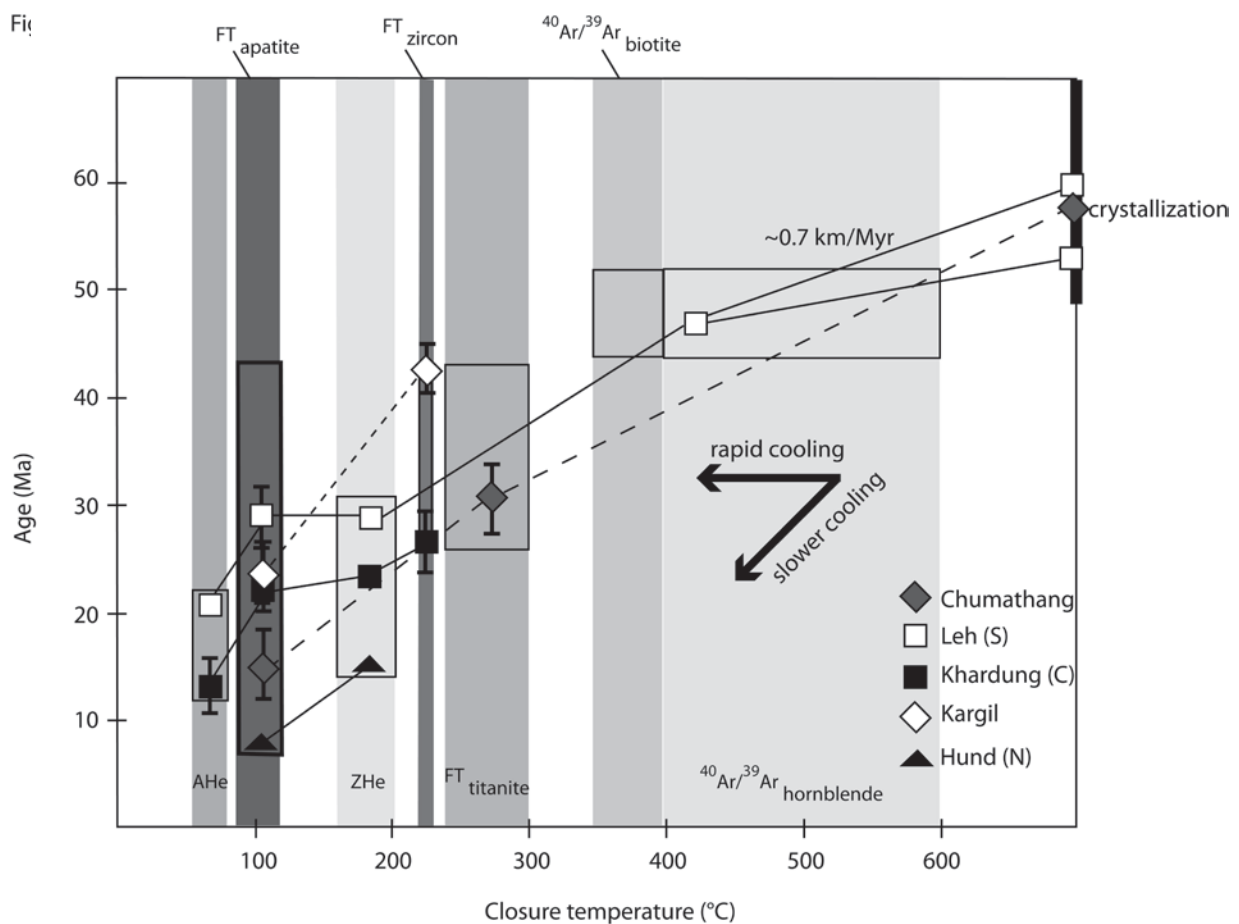 Fig
FT apatite
FT zircon
40Ar/39Ar biotite
60
50
40
30
20
10
Age (Ma)
crystallization
~0.7 km/Myr
rapid cooling
slower cooling
Chumathang
Leh (S)
Khardung (C)
Kargil
Hund (N)
AHe
ZHe
FT titanite
40Ar/39Ar hornblende
100
200
300
400
500
600
Closure temperature (°C)